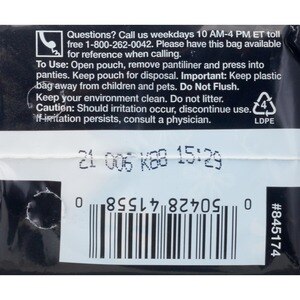 Questions? Call us weekdays 10 AM-4 PM ET toll
free 1-800-262-0042. Please have this bag available
for reference when you call us.
To Use: Open pouch, remove pantiliner and press into
panties. Keep pouch for disposal. Important: Keep plastic
bag away from children and pets. Do Not Flush.
Keep your environment clean. Do not litter.
Caution: Should irritation occur, discontinue use.
If irritation persists, consult a physician.
4
LDPE
21 006 K88 15:29
0 50428 41558 0
#845174